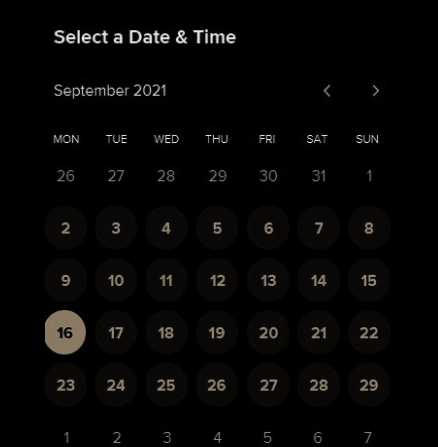 Select a Date & Time
September 2021
MON TUE WED THU FRI SAT SUN
26 27 28 29 30 31 1
2 3 4 5 6 7 8
9 10 11 12 13 14 15
16 17 18 19 20 21 22
23 24 25 26 27 28 29
1 2 3 4 5 6 7